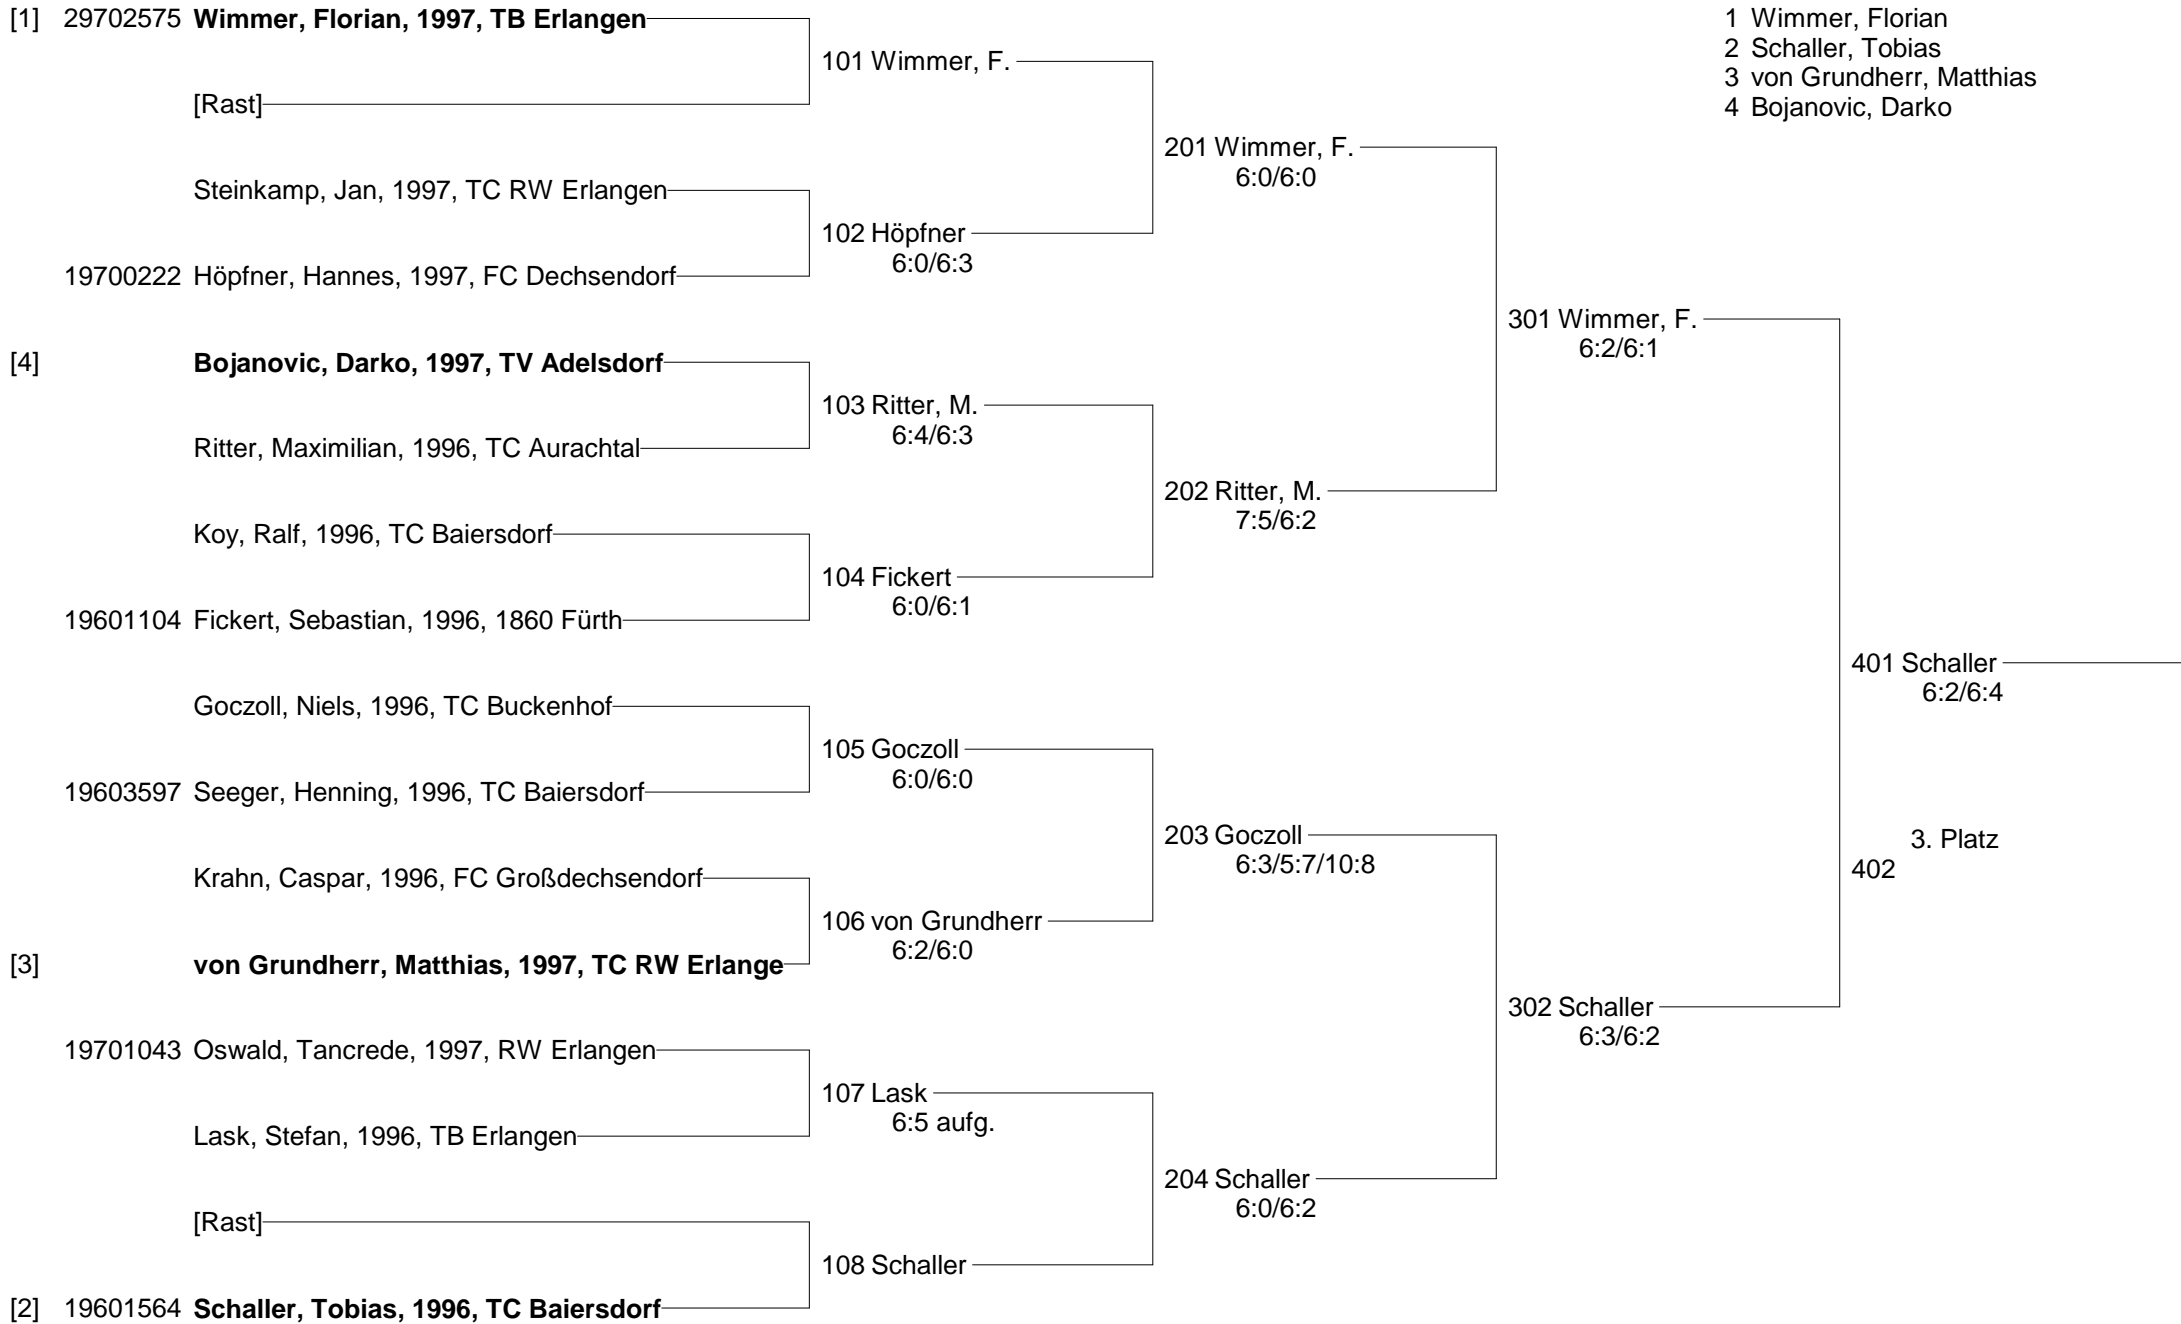 [1] 29702575 Wimmer, Florian, 1997, TB Erlangen
[Rast]
101 Wimmer, F.
Steinkamp, Jan, 1997, TC RW Erlangen
19700222 Höpfner, Hannes, 1997, FC Dechsendorf
102 Höpfner
6:0/6:3
201 Wimmer, F.
6:0/6:0
[4] Bojanovic, Darko, 1997, TV Adelsdorf
Ritter, Maximilian, 1996, TC Aurachtal
103 Ritter, M.
6:4/6:3
Koy, Ralf, 1996, TC Baiersdorf
19601104 Fickert, Sebastian, 1996, 1860 Fürth
104 Fickert
6:0/6:1
202 Ritter, M.
7:5/6:2
301 Wimmer, F.
6:2/6:1
Goczoll, Niels, 1996, TC Buckenhof
19603597 Seeger, Henning, 1996, TC Baiersdorf
105 Goczoll
6:0/6:0
Krahn, Caspar, 1996, FC Großdechsendorf
[3] von Grundherr, Matthias, 1997, TC RW Erlange
106 von Grundherr
6:2/6:0
203 Goczoll
6:3/5:7/10:8
19701043 Oswald, Tancrede, 1997, RW Erlangen
Lask, Stefan, 1996, TB Erlangen
107 Lask
6:5 aufg.
[Rast]
[2] 19601564 Schaller, Tobias, 1996, TC Baiersdorf
108 Schaller
204 Schaller
6:0/6:2
302 Schaller
6:3/6:2
401 Schaller
6:2/6:4
3. Platz
402
1 Wimmer, Florian
2 Schaller, Tobias
3 von Grundherr, Matthias
4 Bojanovic, Darko